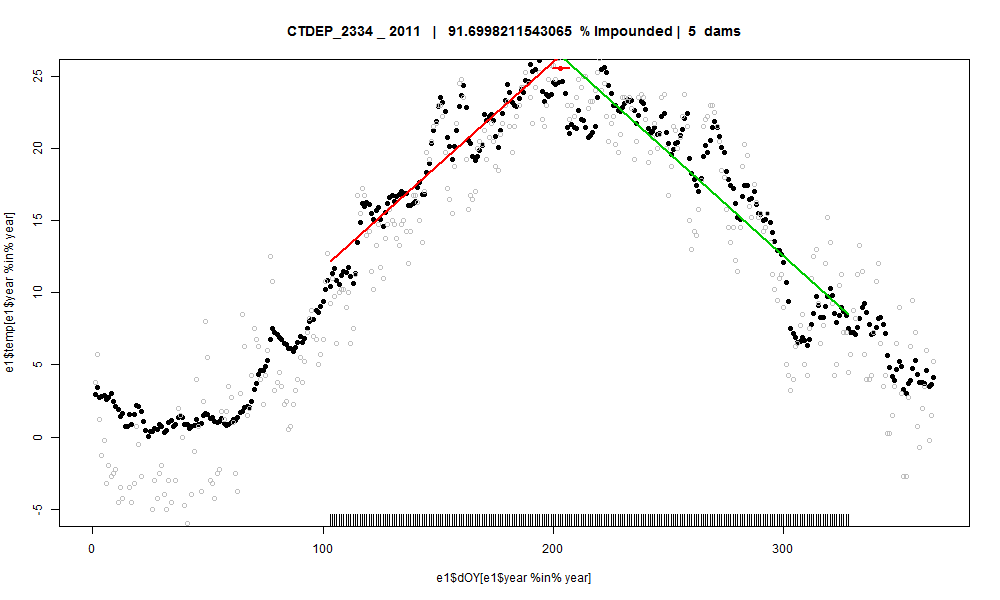 CTDEP_2334 _ 2011 | 91.6998211543065 % Impounded | 5 dams
e1$temp[e1$year %in% year]
25
20
15
10
5
0
-5
0 100 200 300
e1$dOY[e1$year %in% year]